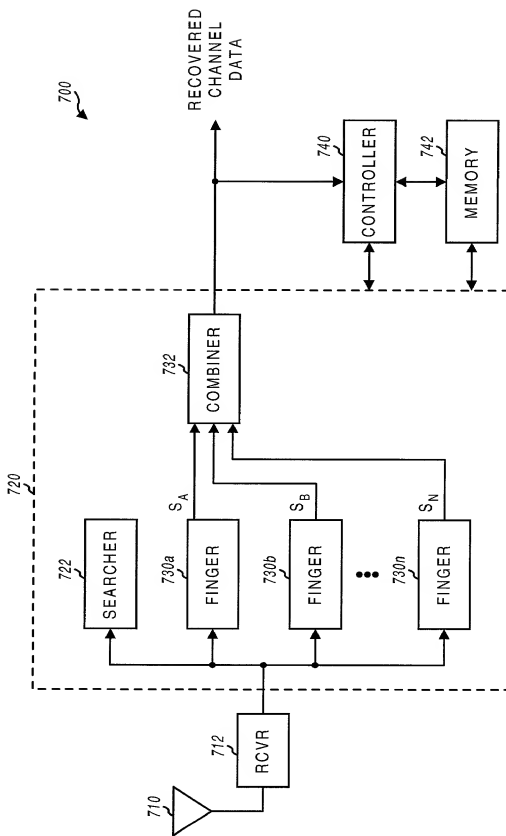 700
720
710
712
RCVR
722
SEARCHER
730a
FINGER
S_A
730b
FINGER
S_B
730n
FINGER
S_N
732
COMBINER
RECOVERED
CHANNEL
DATA
740
CONTROLLER
742
MEMORY